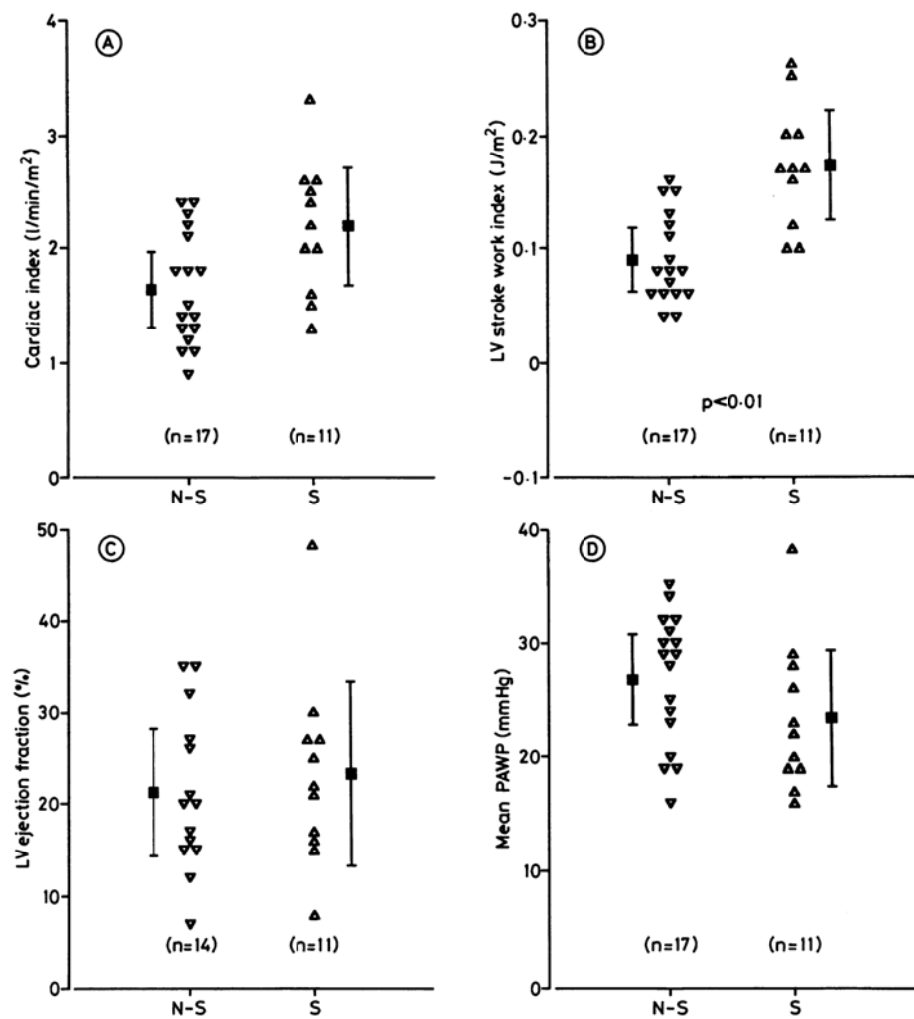 A
Cardiac index (l/min/m²)
4
3
2
1
0
(n=17)
(n=11)
N-S
S
B
LV stroke work index (J/m²)
0·3
0·2
0·1
0
-0.1
p<0·01
(n=17)
(n=11)
N-S
S
C
LV ejection fraction (%)
50
40
30
20
10
0
(n=14)
(n=11)
N-S
S
D
Mean PAWP (mmHg)
40
30
20
10
0
(n=17)
(n=11)
N-S
S